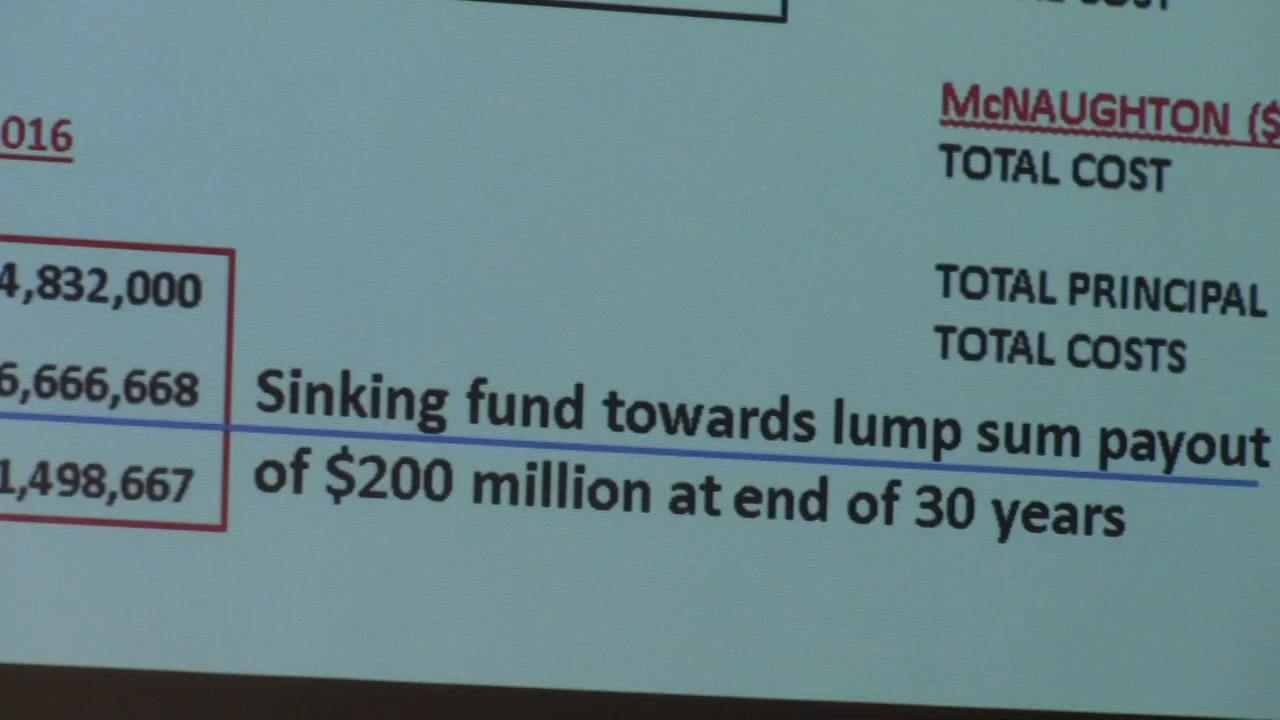 016
McNAUGHTON ($
TOTAL COST
4,832,000
TOTAL PRINCIPAL
TOTAL COSTS
6,666,668
Sinking fund towards lump sum payout
1,498,667
of $200 million at end of 30 years